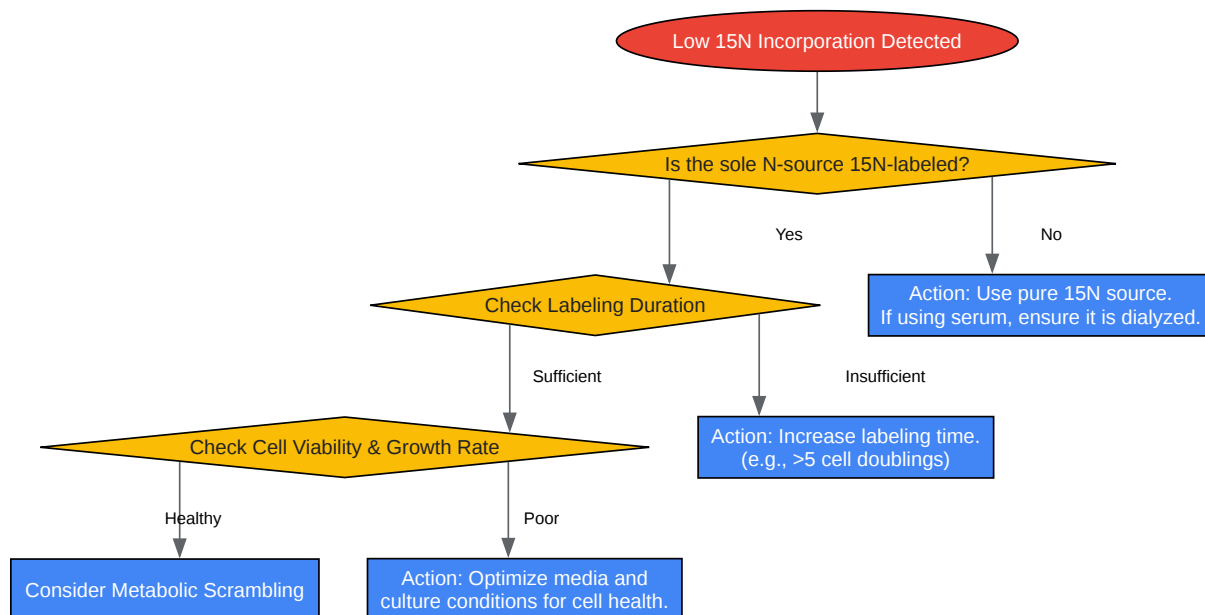 Low 15N Incorporation Detected
Is the sole N-source 15N-labeled?
Yes
No
Action: Use pure 15N source.
If using serum, ensure it is dialyzed.
Check Labeling Duration
Sufficient
Insufficient
Action: Increase labeling time.
(e.g., >5 cell doublings)
Check Cell Viability & Growth Rate
Healthy
Poor
Consider Metabolic Scrambling
Action: Optimize media and
culture conditions for cell health.